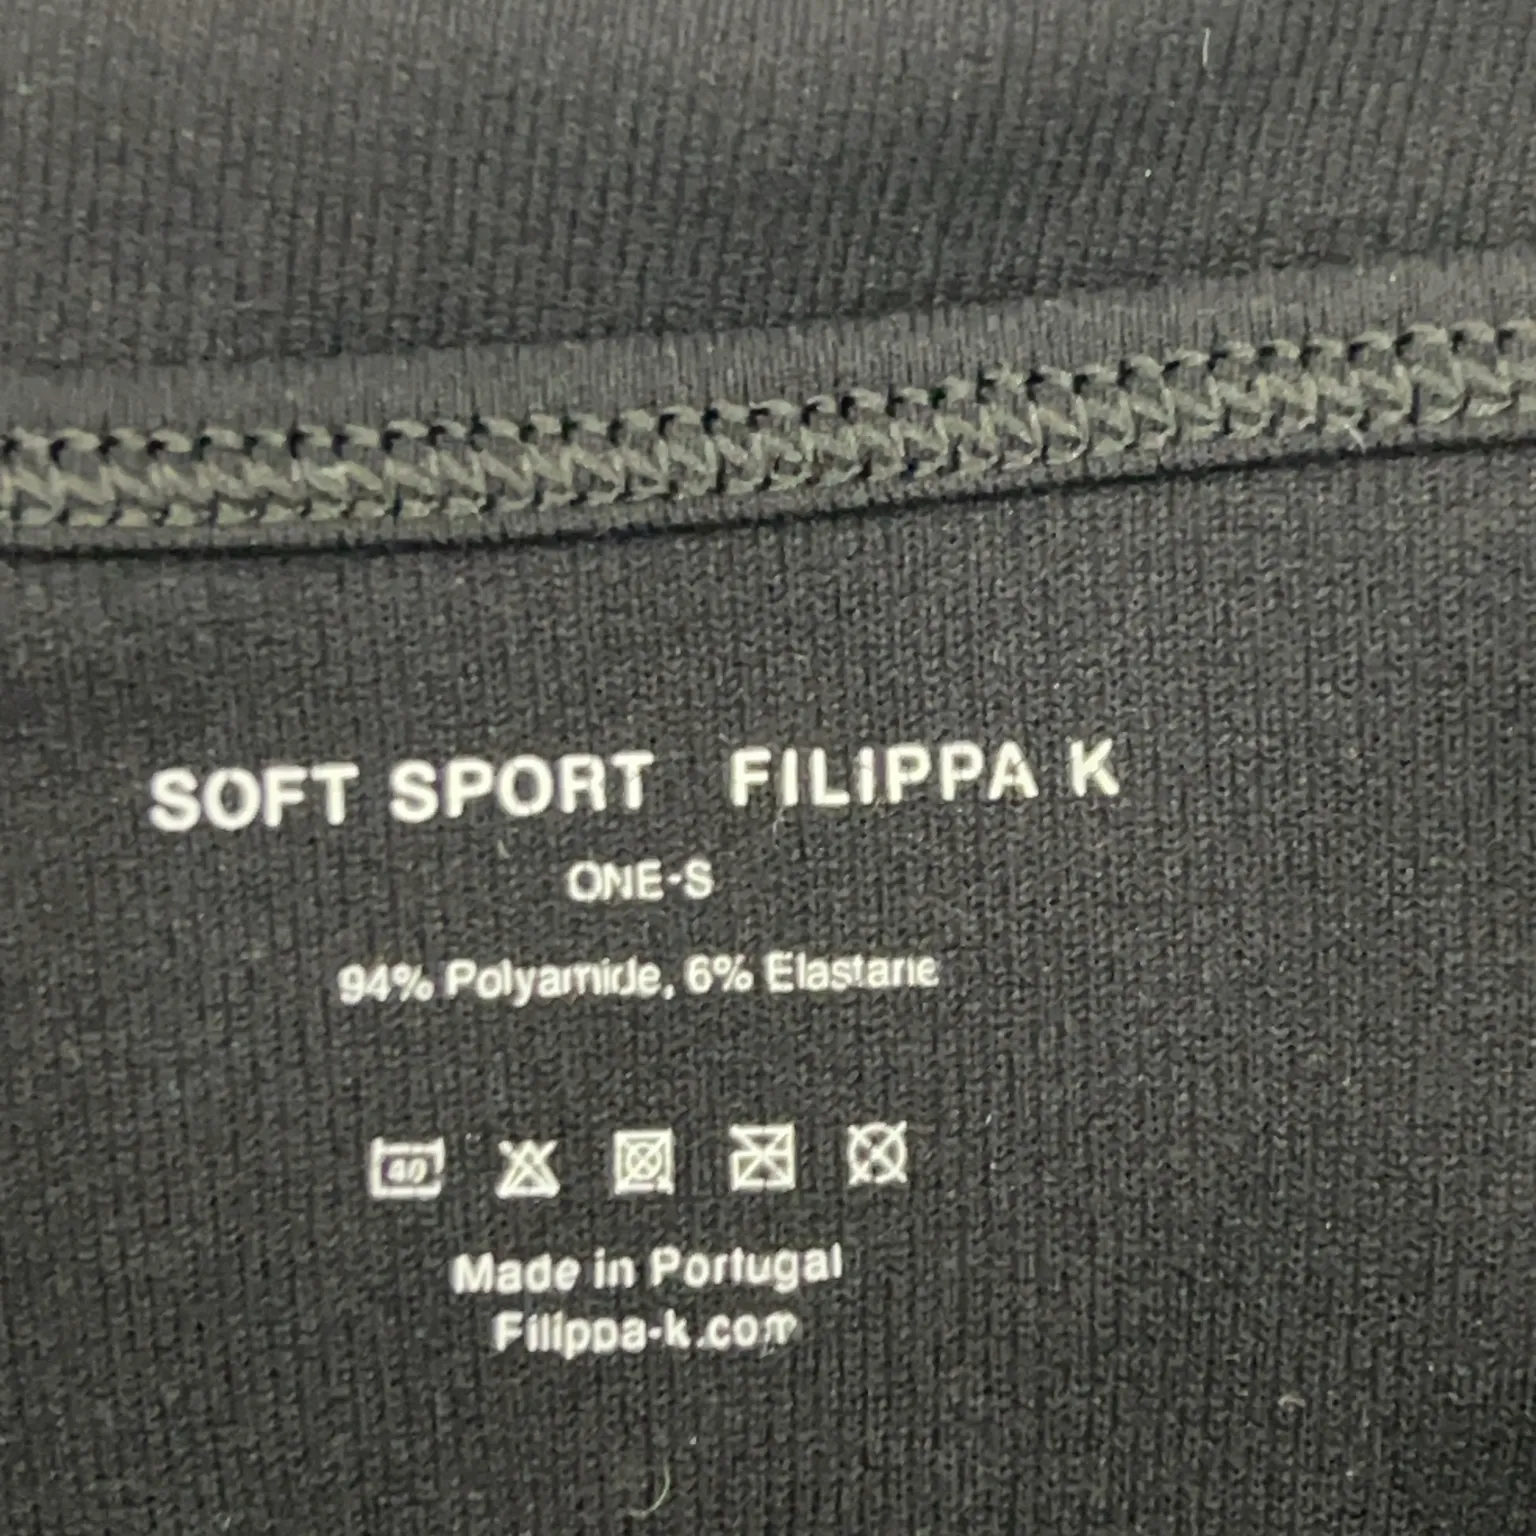 SOFT SPORT FILIPPA K
ONE-S
94% Polyamide, 6% Elastane
40
Made in Portugal
Filippa-k.com